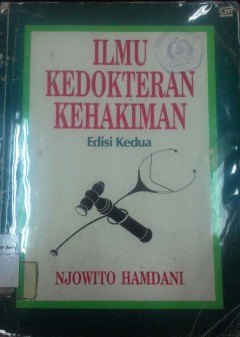 ILMU
KEDOKTERAN
KEHAKIMAN
Edisi Kedua
NJOWITO HAMDANI